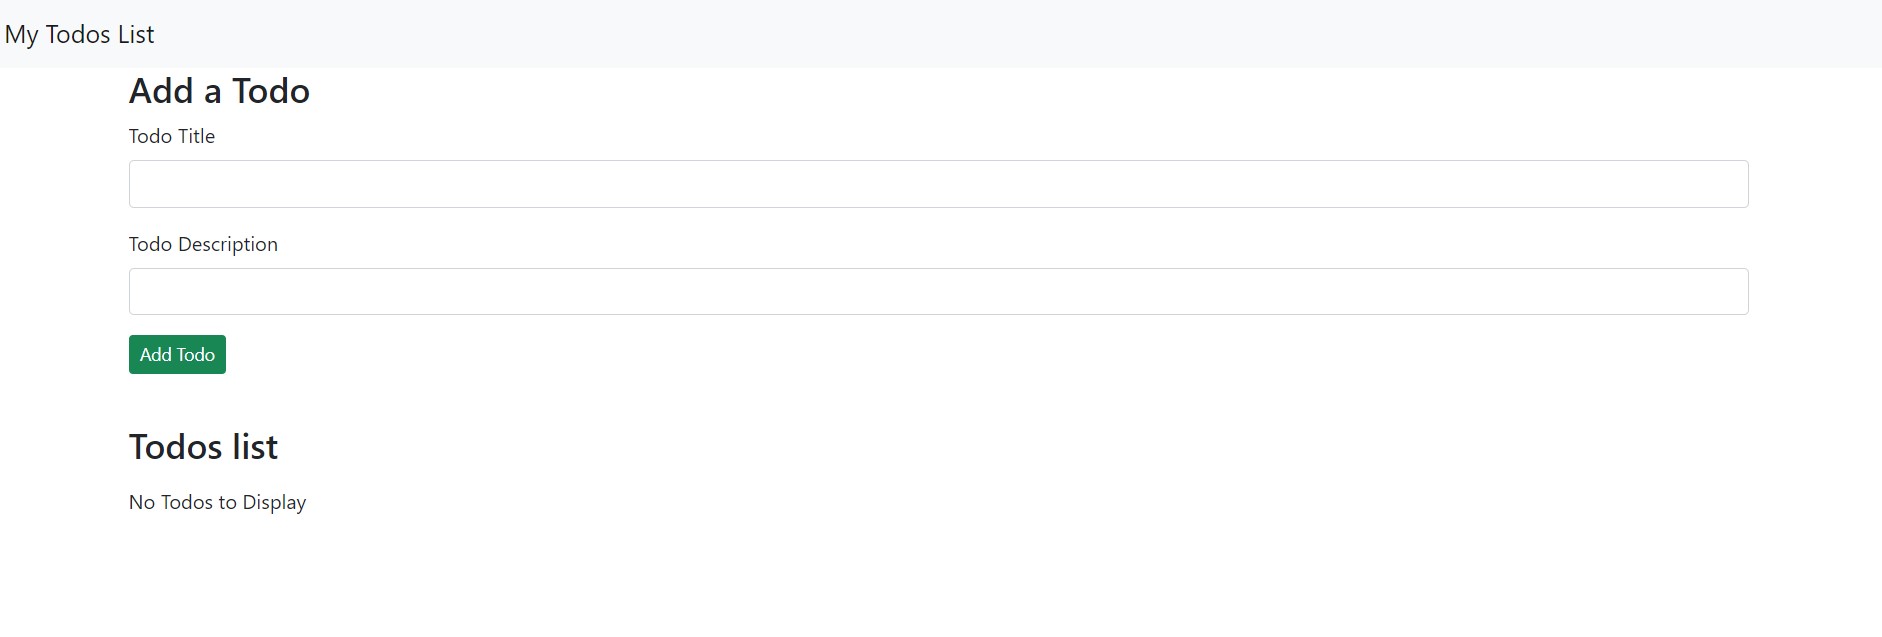 My Todos List
Add a Todo
Todo Title
Todo Description
Add Todo
Todos list
No Todos to Display